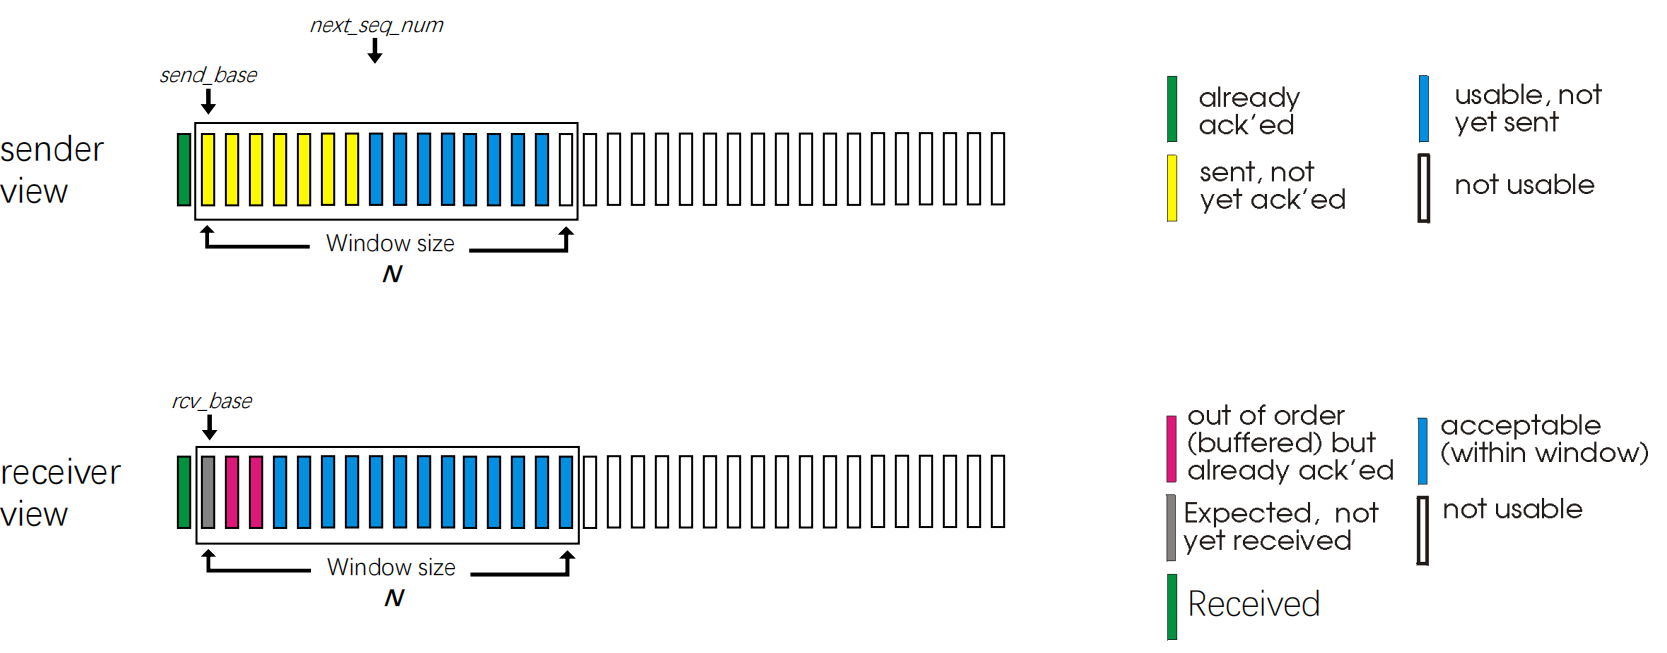 next_seq_num
send_base
sender
view
Window size
N
already
ack'ed
usable, not
yet sent
sent, not
yet ack'ed
not usable
rcv_base
receiver
view
Window size
N
out of order
(buffered) but
already ack'ed
acceptable
(within window)
Expected, not
yet received
not usable
Received